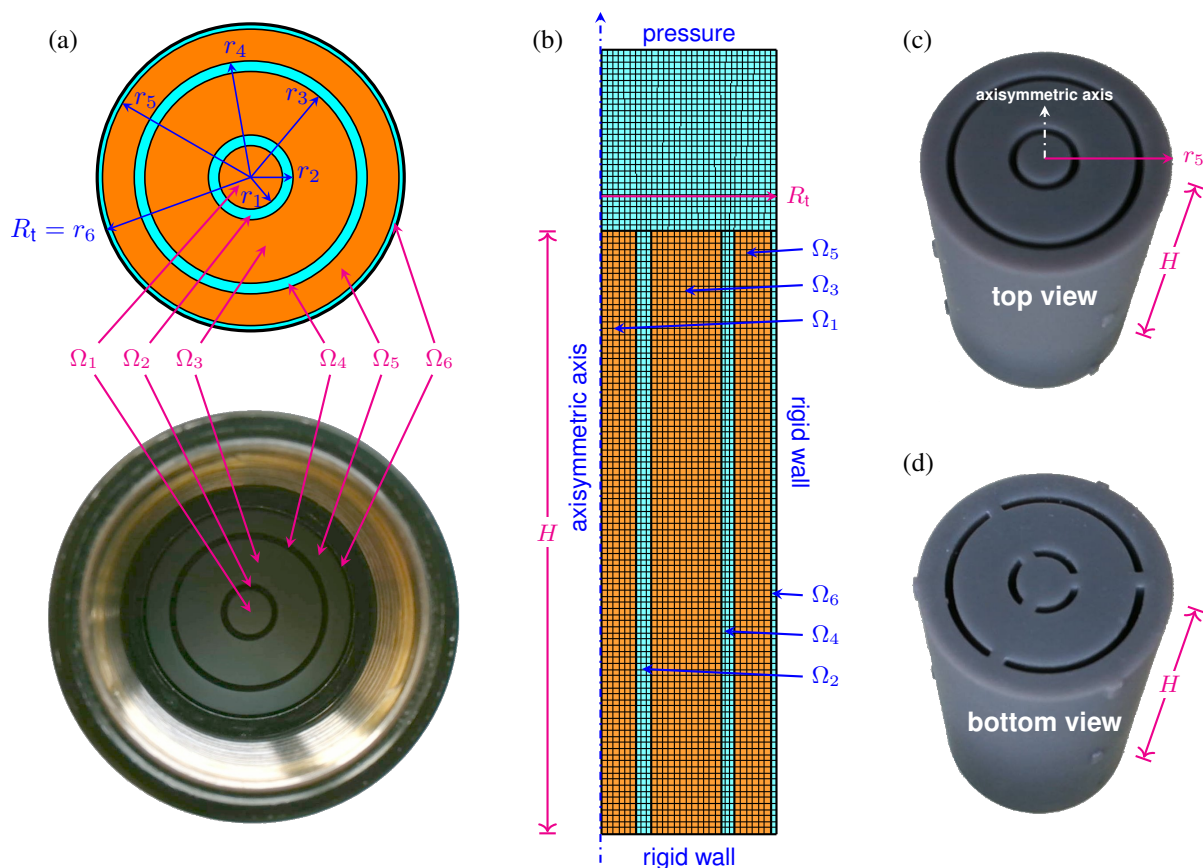 (a)
r₄
r₅
r₃
r₂
r₁
Rₜ = r₆
Ω₁
Ω₂
Ω₃
Ω₄
Ω₅
Ω₆
(b)
pressure
Rₜ
Ω₅
Ω₃
Ω₁
axisymmetric axis
rigid wall
H
Ω₆
Ω₄
Ω₂
rigid wall
(c)
axisymmetric axis
r₅
H
top view
(d)
H
bottom view